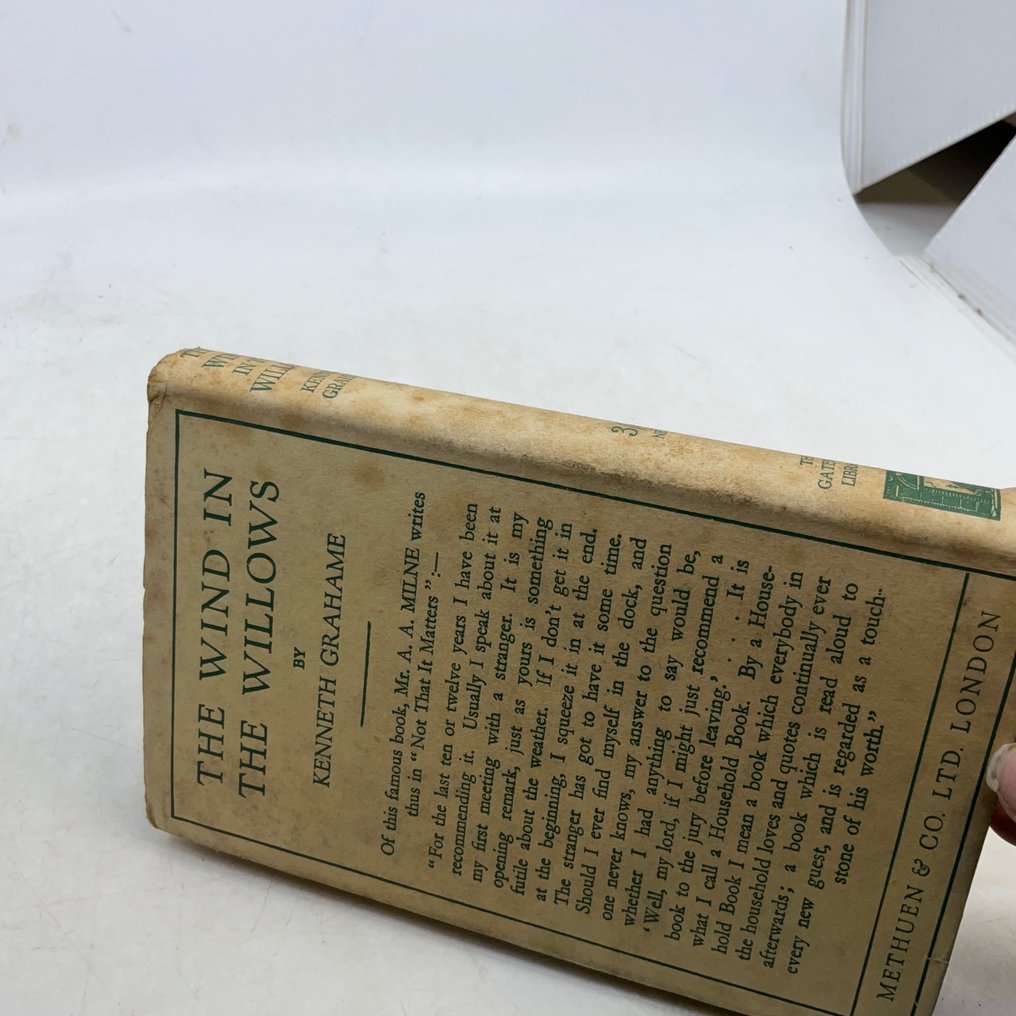 THE WIND IN
THE WILLOWS
BY
KENNETH GRAHAME
Of this famous book, Mr. A. A. MILNE writes
thus in "Not That It Matters":—
"For the last ten or twelve years I have been
recommending it. Usually I speak about it at
my first meeting with a stranger. It is my
opening remark, just as yours is something
futile about the weather. If I don't get it in
at the beginning, I squeeze it in at the end.
The stranger has got to have it some time.
Should I ever find myself in the dock, and
one never knows, my answer to the question
whether I had anything to say would be,
'Well, my lord, if I might just recommend a
book to the jury before leaving.' . . . It is
what I call a Household Book. By a House-
hold Book I mean a book which everybody in
the household loves and quotes continually ever
afterwards; a book which is read aloud to
every new guest, and is regarded as a touch-
stone of his worth."
METHUEN & CO. LTD. LONDON